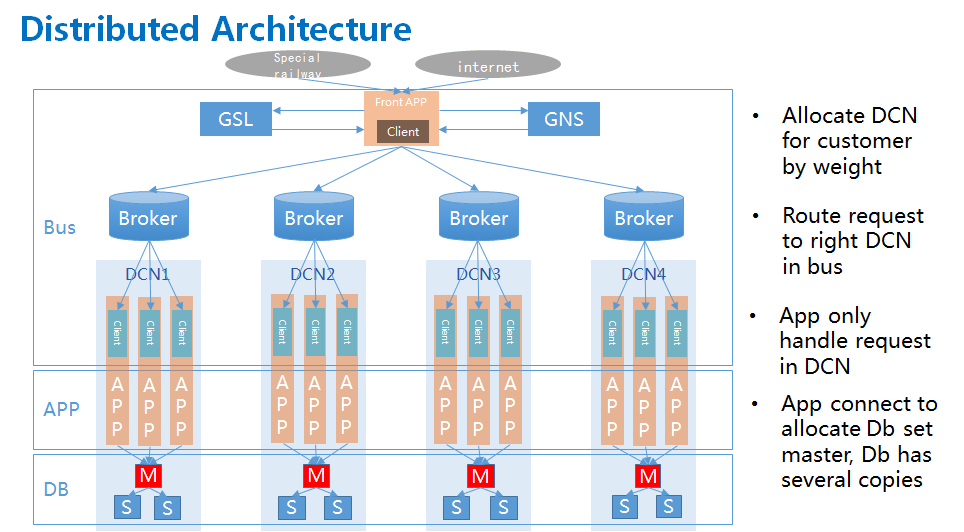 Distributed Architecture
Special
railway
internet
Front APP
Client
GSL
GNS
Bus
Broker
Broker
Broker
Broker
DCN1
DCN2
DCN3
DCN4
Client
Client
Client
Client
Client
Client
Client
Client
Client
Client
Client
Client
APP
APP
APP
APP
APP
APP
APP
APP
APP
APP
APP
APP
APP
DB
M
M
M
M
S
S
S
S
S
S
S
S
• Allocate DCN
for customer
by weight
• Route request
to right DCN
in bus
• App only
handle request
in DCN
• App connect to
allocate Db set
master, Db has
several copies